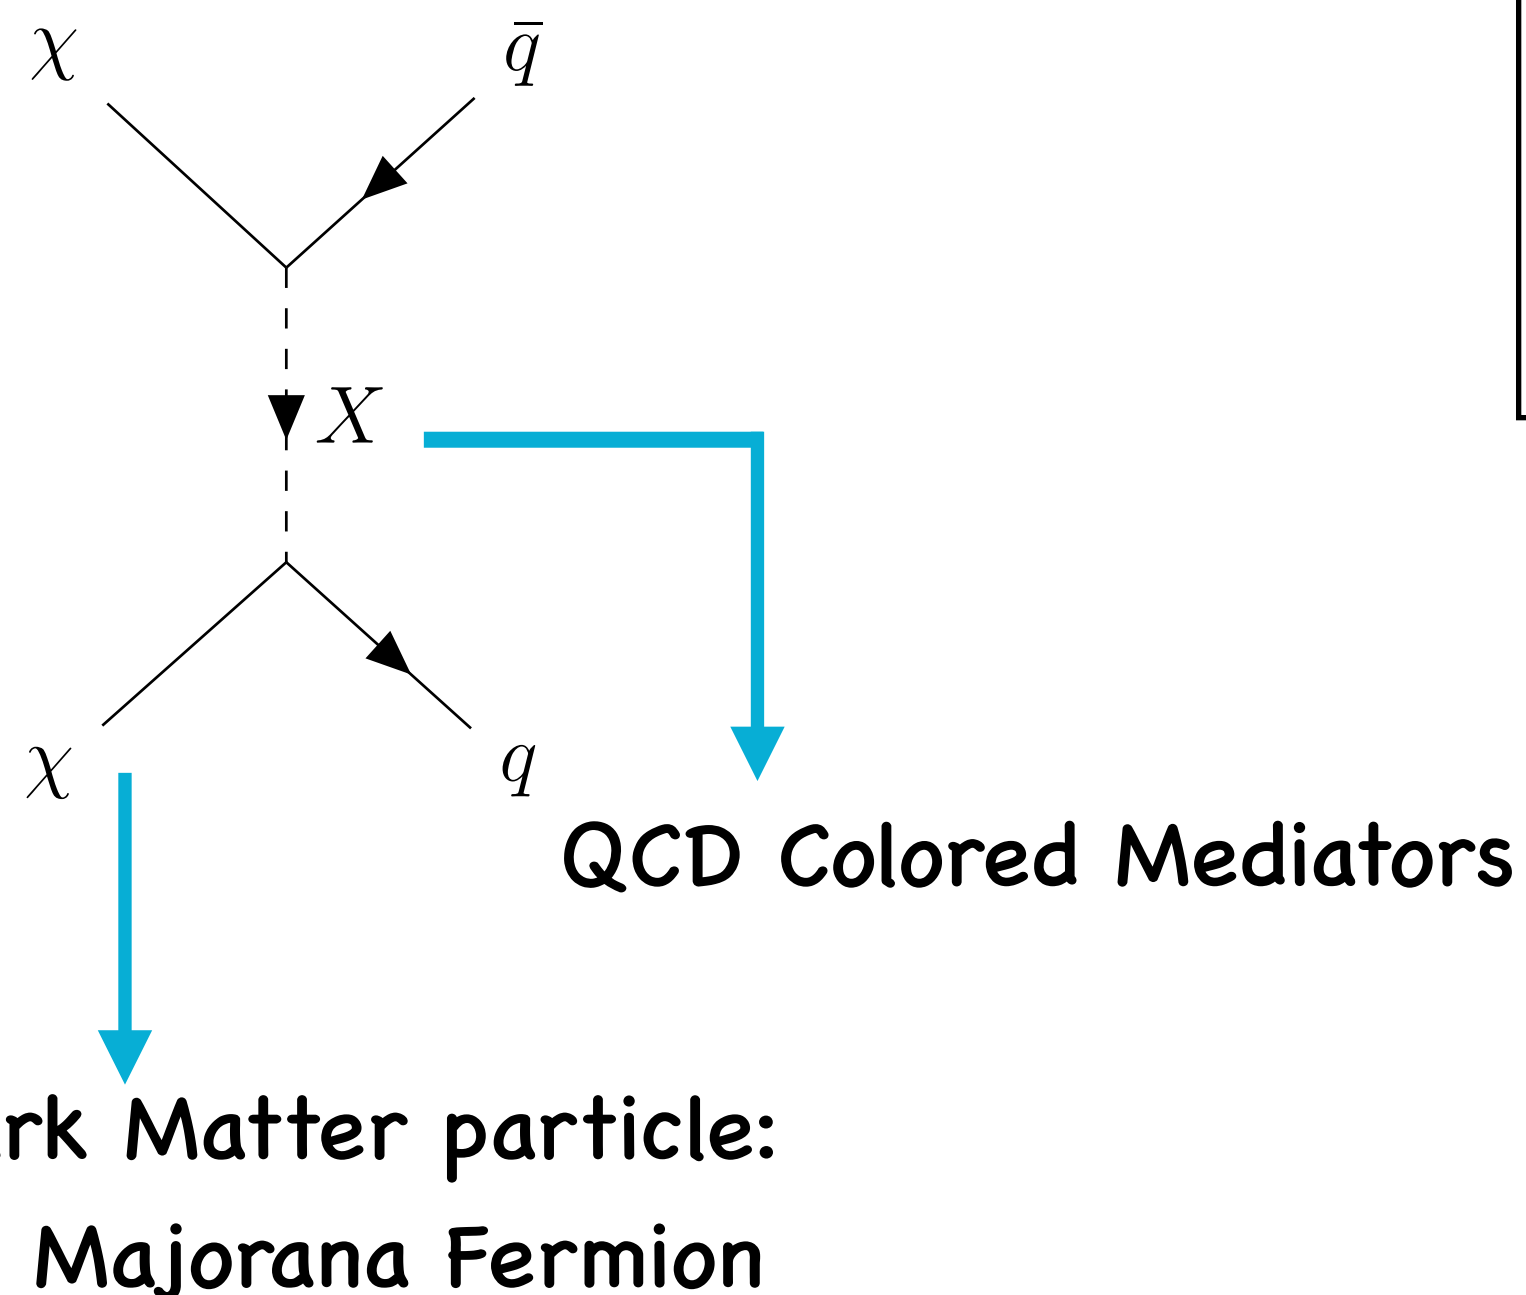 χ q̄
X
χ q
QCD Colored Mediators
rk Matter particle:
Majorana Fermion